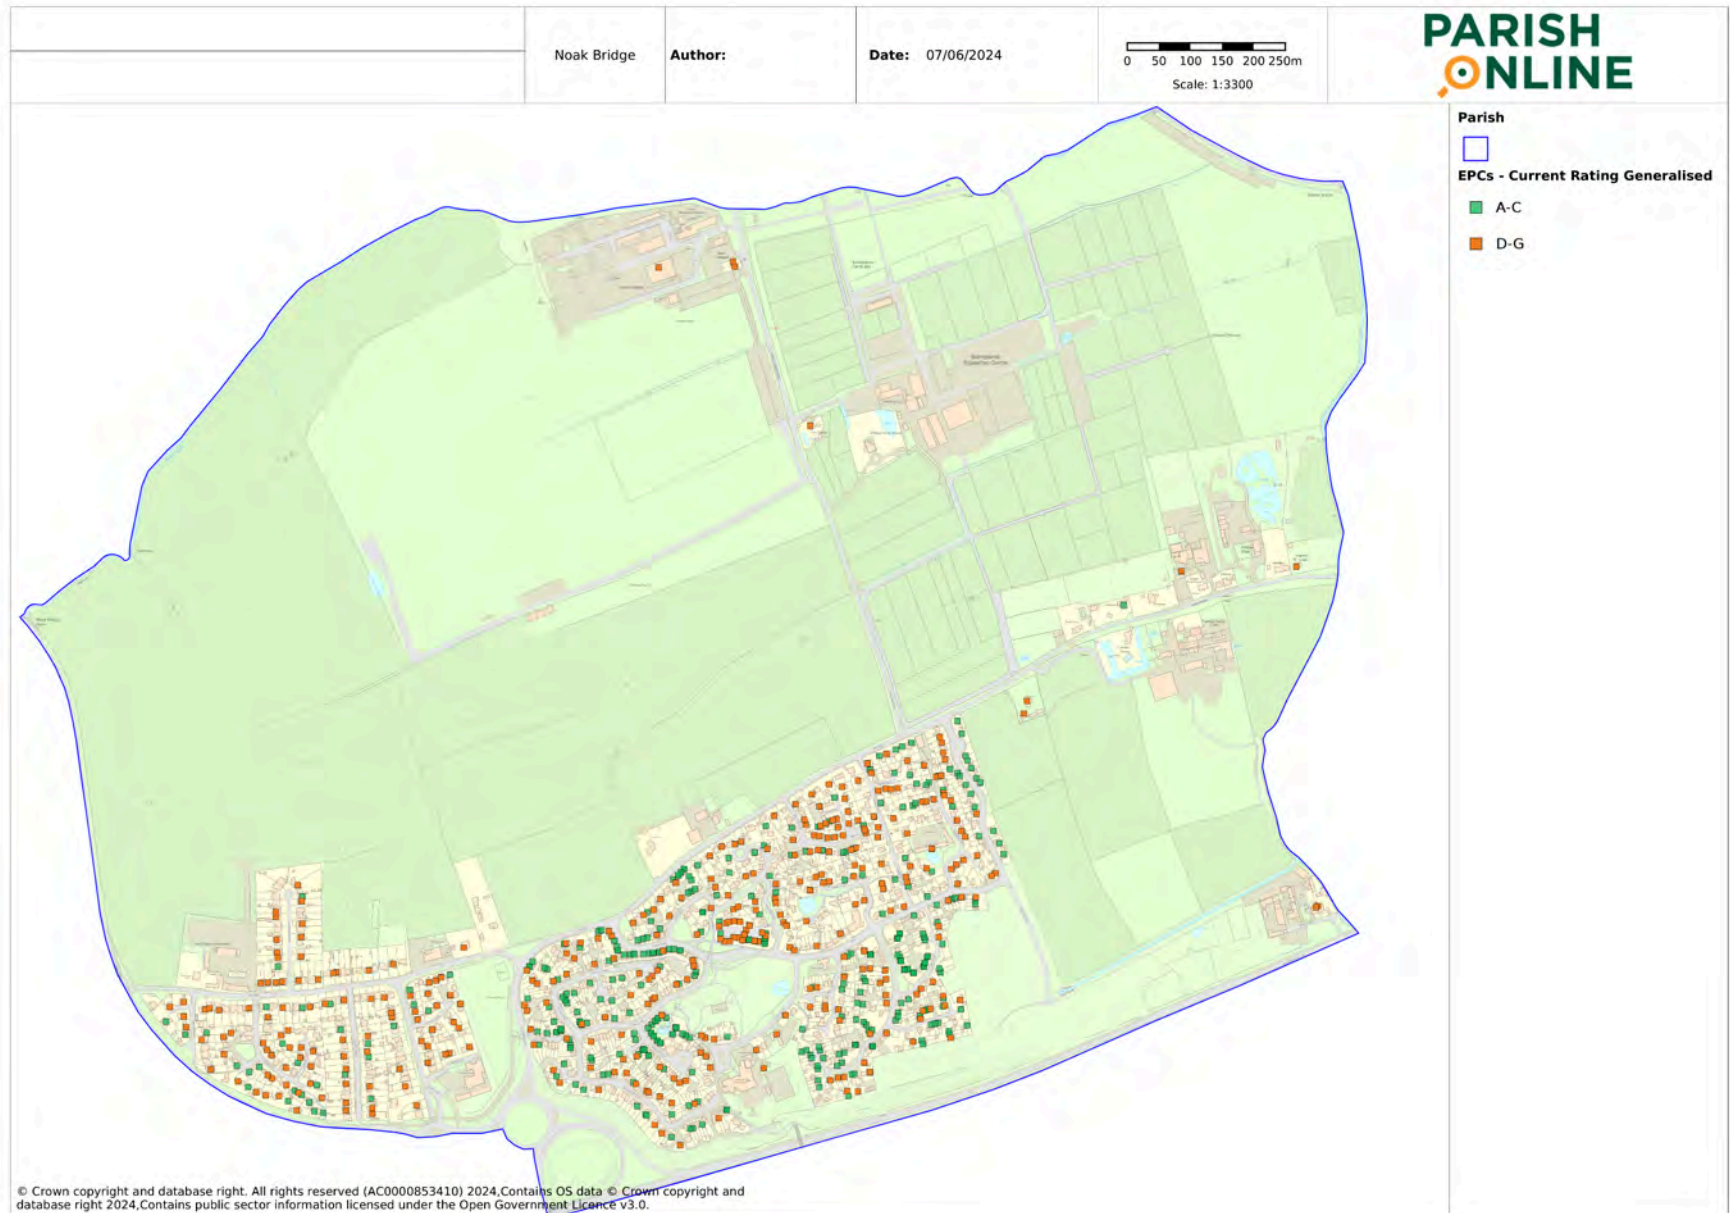 Noak Bridge
Author:
Date: 07/06/2024
0 50 100 150 200 250m
Scale: 1:3300
PARISH
ONLINE
Parish
EPCs - Current Rating Generalised
A-C
D-G
© Crown copyright and database right. All rights reserved (AC0000853410) 2024,Contains OS data © Crown copyright and
database right 2024,Contains public sector information licensed under the Open Government Licence v3.0.